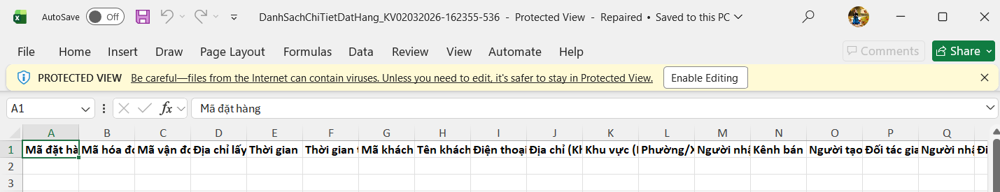 AutoSave Off DanhSachChiTietDatHang_KV02032026-162355-536 - Protected View - Repaired • Saved to this PC
File Home Insert Draw Page Layout Formulas Data Review View Automate Help Comments Share
PROTECTED VIEW Be careful—files from the Internet can contain viruses. Unless you need to edit, it's safer to stay in Protected View. Enable Editing
A1 fx Mã đặt hàng
A B C D E F G H I J K L M N O P Q
1 Mã đặt hà Mã hóa đơ Mã vận đơ Địa chỉ lấy Thời gian Thời gian Mã khách Tên khách Điện thoại Địa chỉ (Kh Khu vực ( Phường/X Người nhậ Kênh bán Người tạo Đối tác gia Người nhậ Đi
2
3